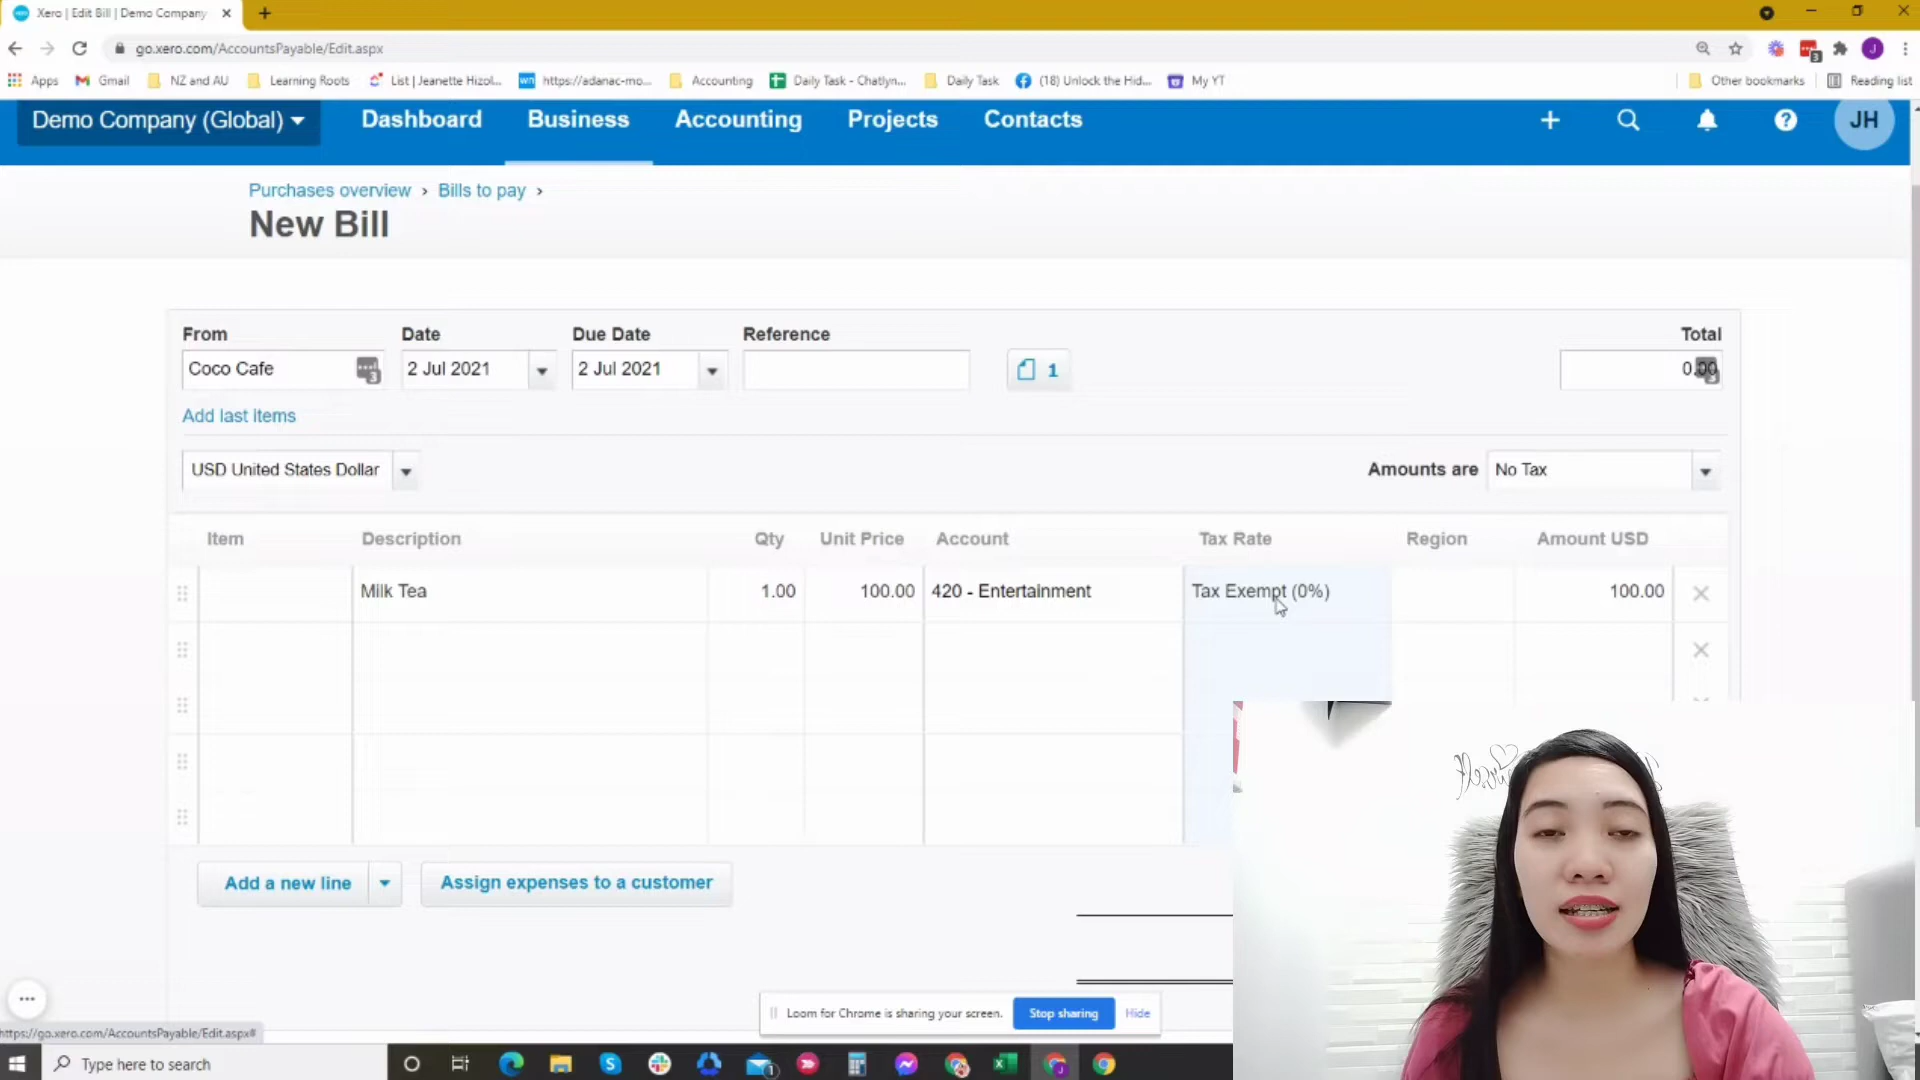 Xero | Edit Bill | Demo Company
go.xero.com/AccountsPayable/Edit.aspx
Apps Gmail NZ and AU Learning Roots List | Jeanette Hizol... https://adanac-mo... Accounting Daily Task - Chatlyn... Daily Task (18) Unlock the Hid... My YT Other bookmarks Reading list
Demo Company (Global) Dashboard Business Accounting Projects Contacts JH
Purchases overview › Bills to pay ›
New Bill
From Date Due Date Reference Total
Coco Cafe 2 Jul 2021 2 Jul 2021 1 0.00
Add last items
USD United States Dollar Amounts are No Tax
Item Description Qty Unit Price Account Tax Rate Region Amount USD
Milk Tea 1.00 100.00 420 - Entertainment Tax Exempt (0%) 100.00
Add a new line Assign expenses to a customer
Loom for Chrome is sharing your screen. Stop sharing Hide
https://go.xero.com/AccountsPayable/Edit.aspx#
Type here to search